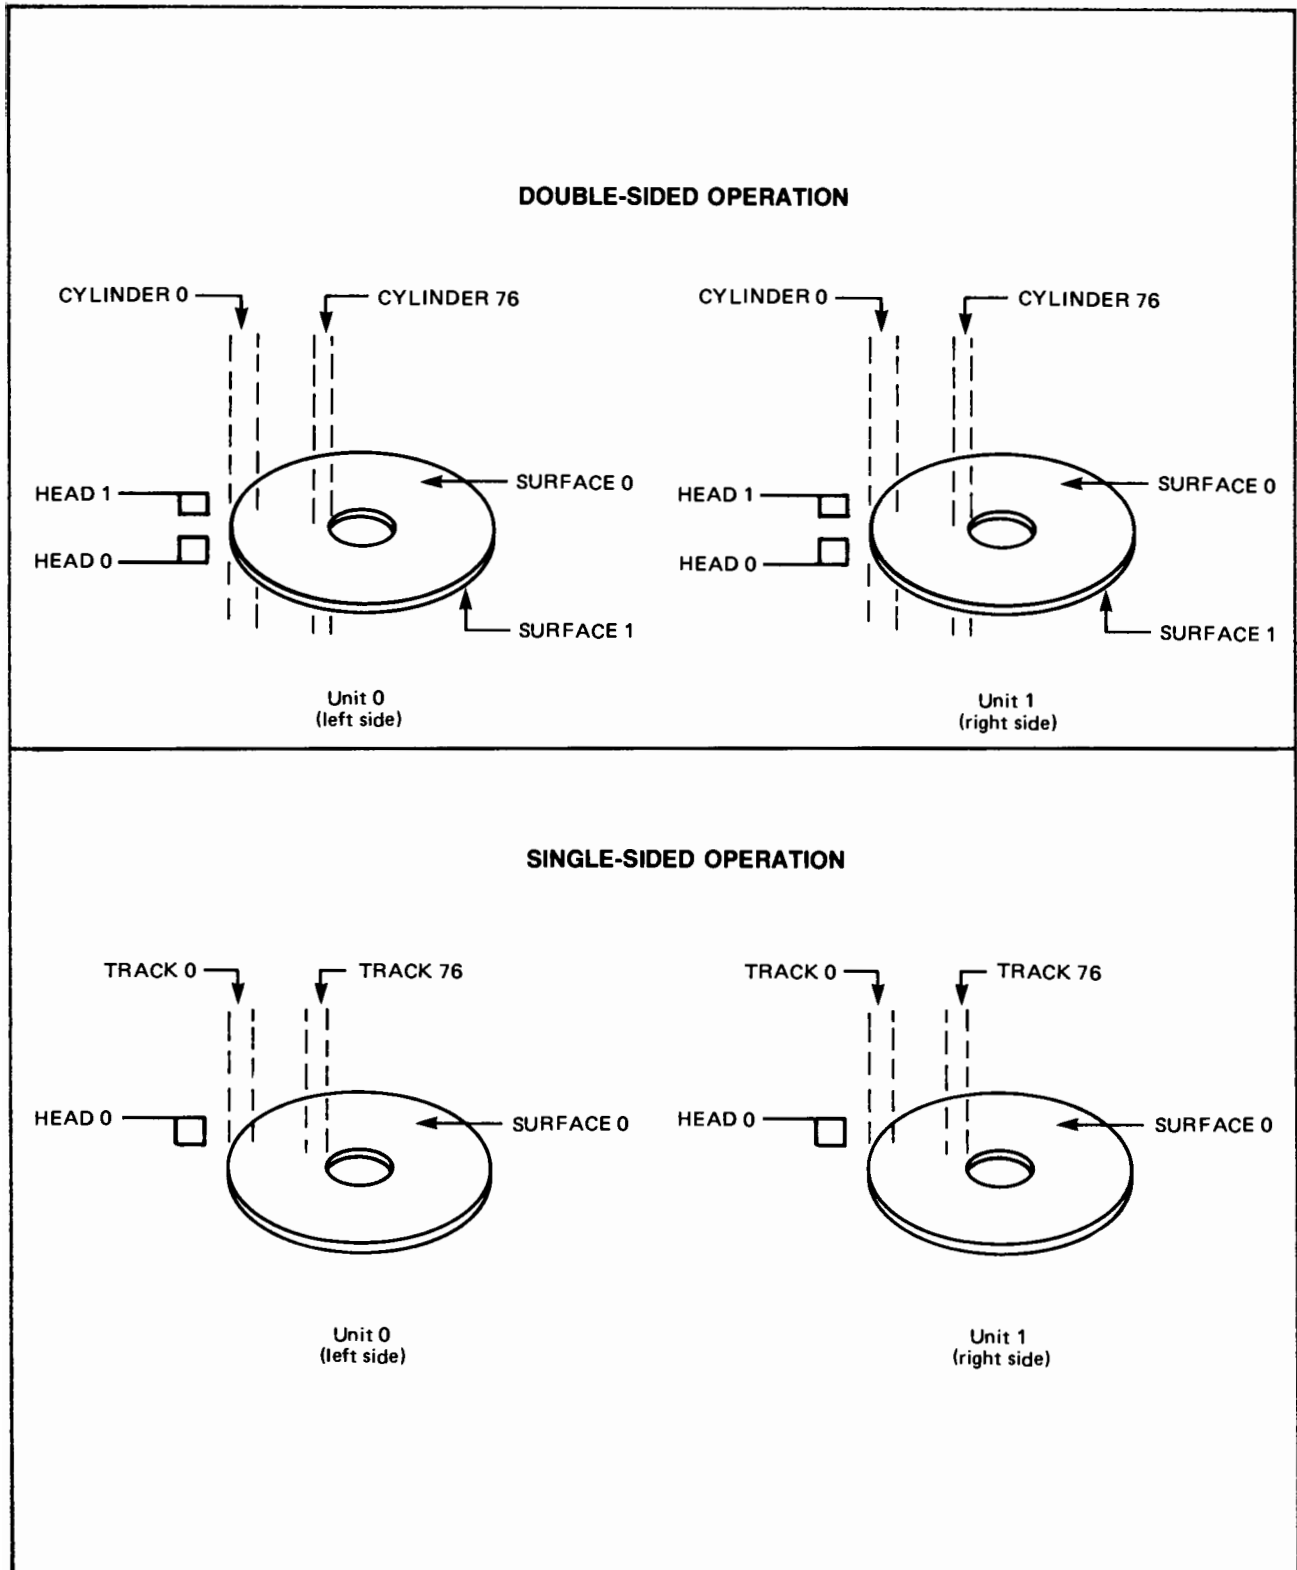 DOUBLE-SIDED OPERATION
CYLINDER 0
CYLINDER 76
HEAD 1
HEAD 0
SURFACE 0
SURFACE 1
Unit 0
(left side)
CYLINDER 0
CYLINDER 76
HEAD 1
HEAD 0
SURFACE 0
SURFACE 1
Unit 1
(right side)
SINGLE-SIDED OPERATION
TRACK 0
TRACK 76
HEAD 0
SURFACE 0
Unit 0
(left side)
TRACK 0
TRACK 76
HEAD 0
SURFACE 0
Unit 1
(right side)